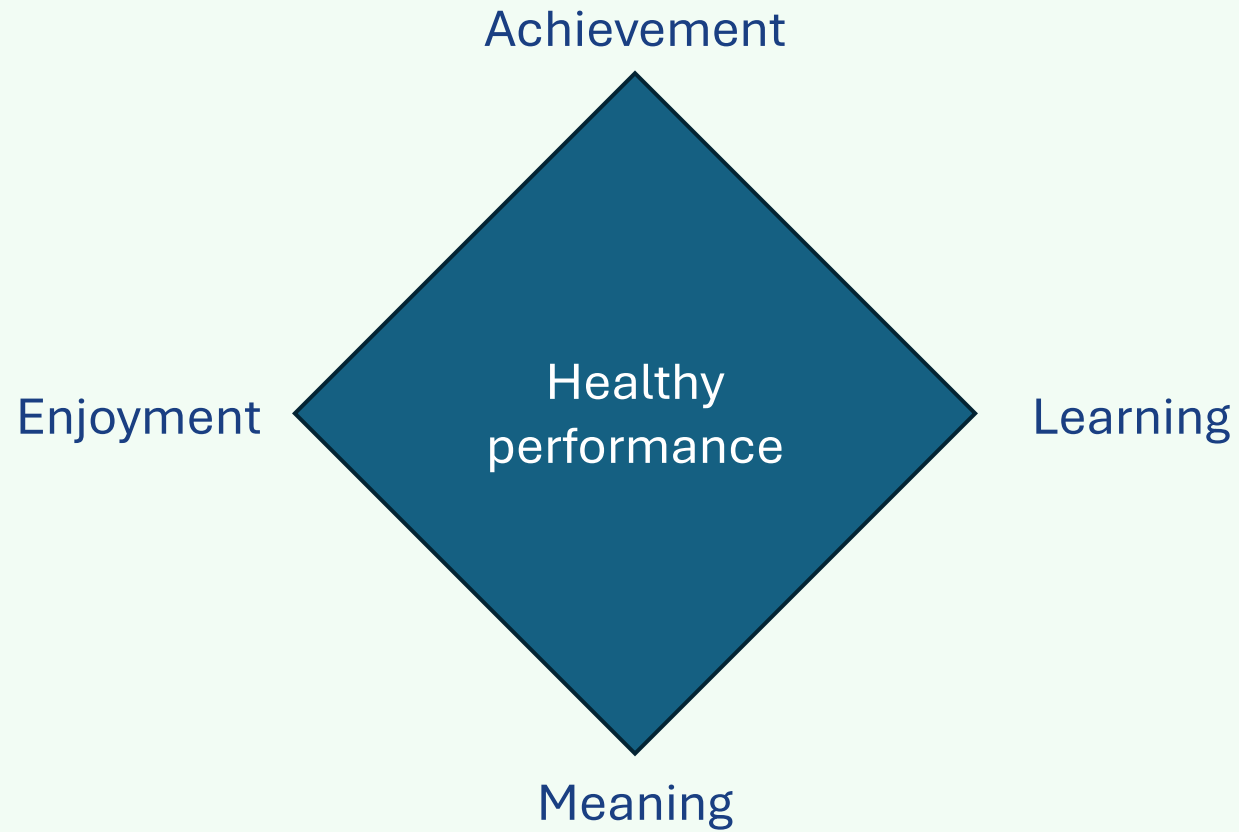 Achievement
Healthy
performance
Enjoyment
Learning
Meaning